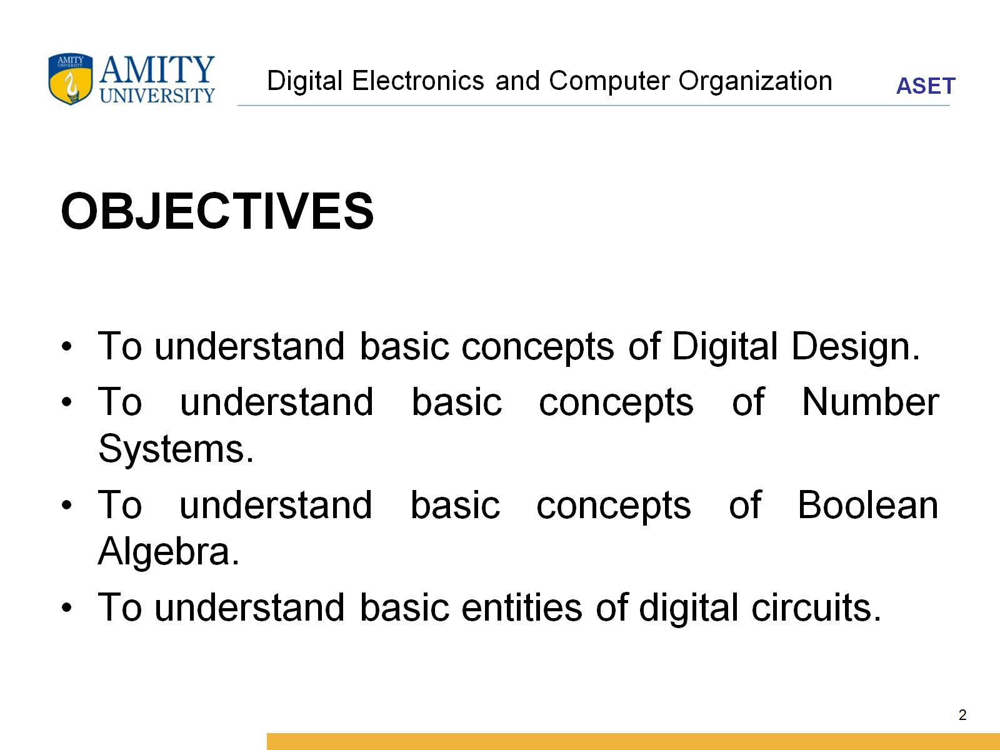 AMITY
UNIVERSITY
AMITY
UNIVERSITY
Digital Electronics and Computer Organization
ASET
OBJECTIVES
• To understand basic concepts of Digital Design.
• To understand basic concepts of Number
Systems.
• To understand basic concepts of Boolean
Algebra.
• To understand basic entities of digital circuits.
2